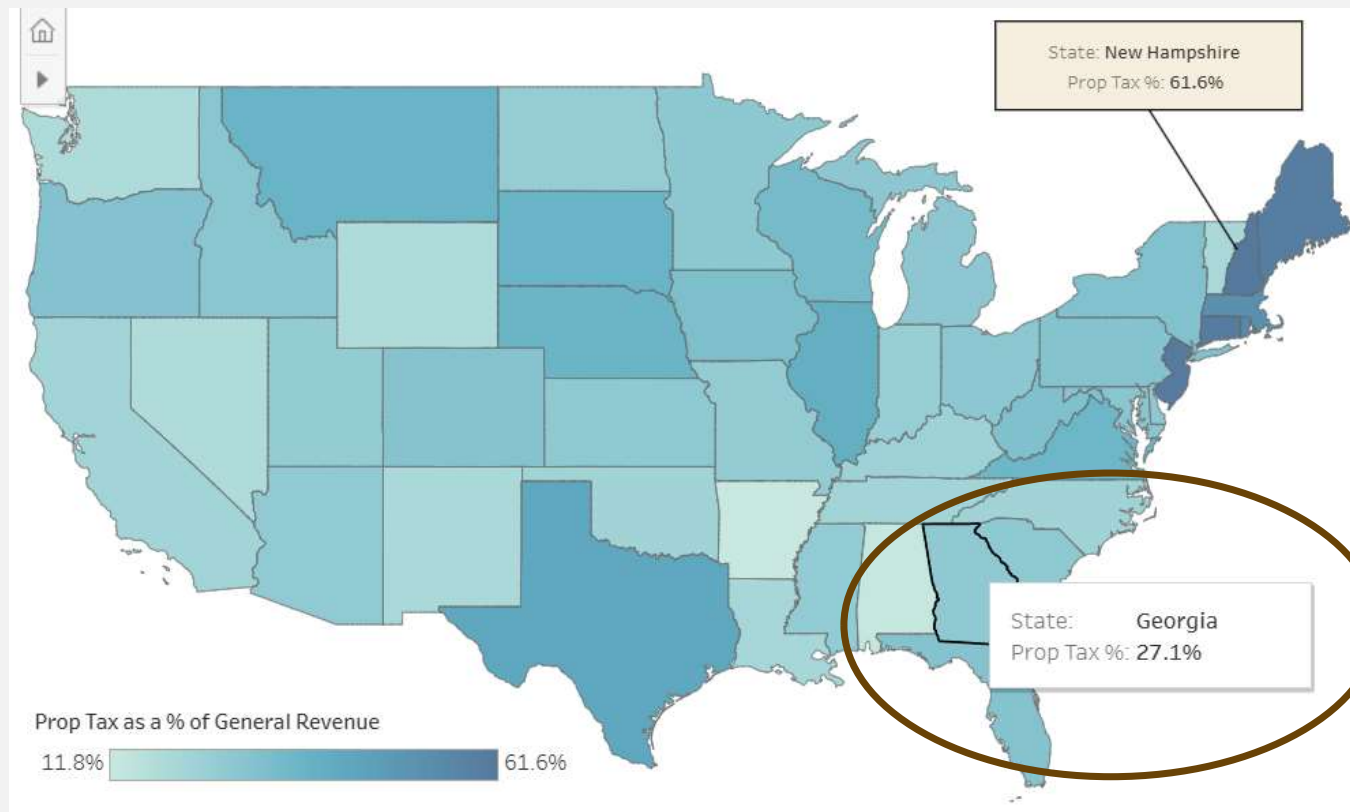 State: New Hampshire
Prop Tax %: 61.6%
State: Georgia
Prop Tax %: 27.1%
Prop Tax as a % of General Revenue
11.8% 61.6%